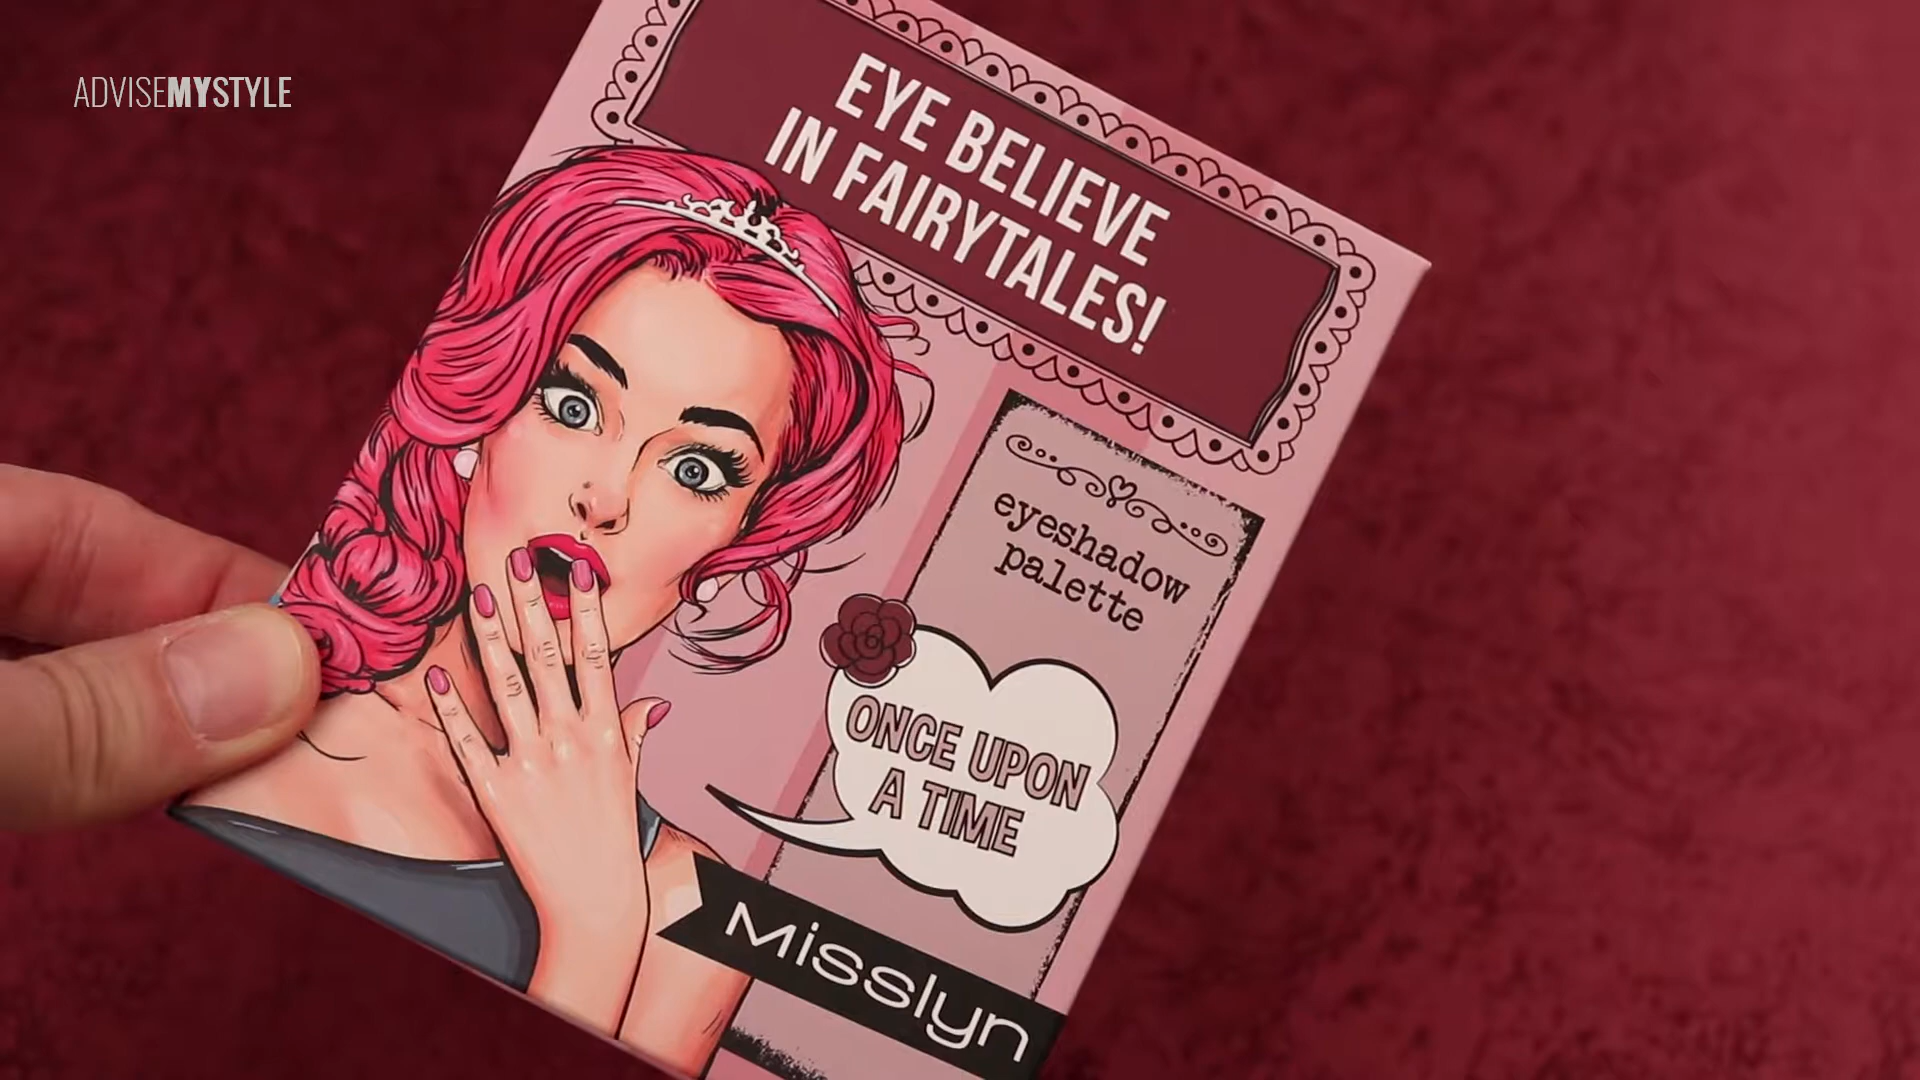 ADVISEMYSTYLE
EYE BELIEVE
IN FAIRYTALES!
eyeshadow
palette
ONCE UPON
A TIME
Misslyn